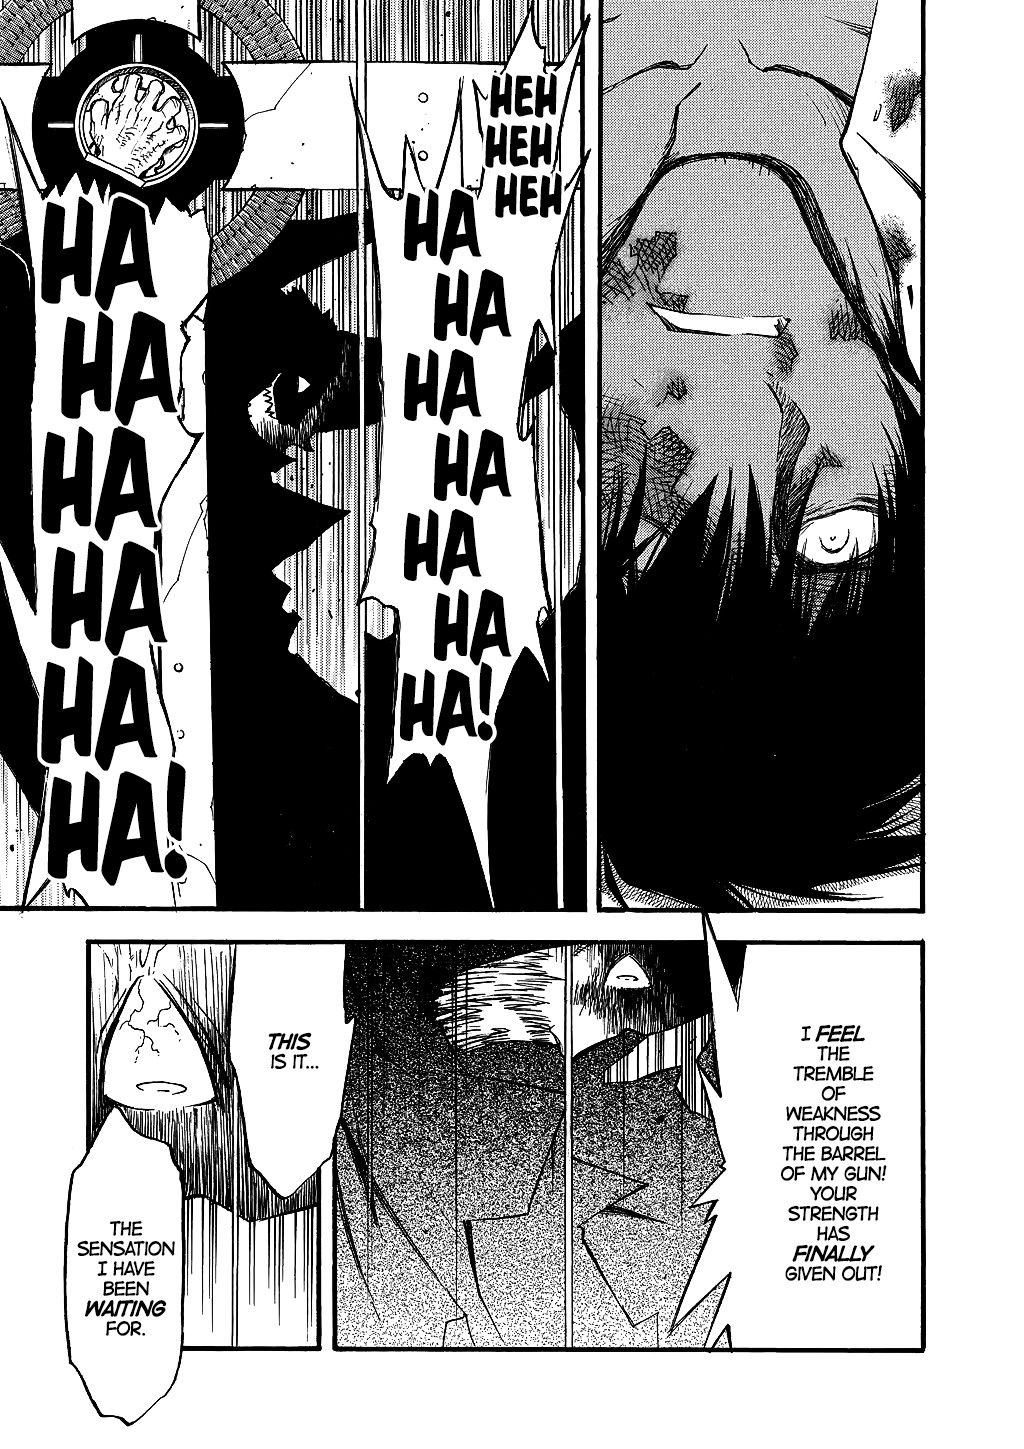 HEH
HEH
HEH
HA
HA
HA
HA
HA
HA
HA!
HA
HA
HA
HA
HA
HA!
I FEEL
THE
TREMBLE
OF
WEAKNESS
THROUGH
THE BARREL
OF MY GUN!
YOUR
STRENGTH
HAS
FINALLY
GIVEN OUT!
THIS
IS IT...
THE
SENSATION
I HAVE
BEEN
WAITING
FOR.